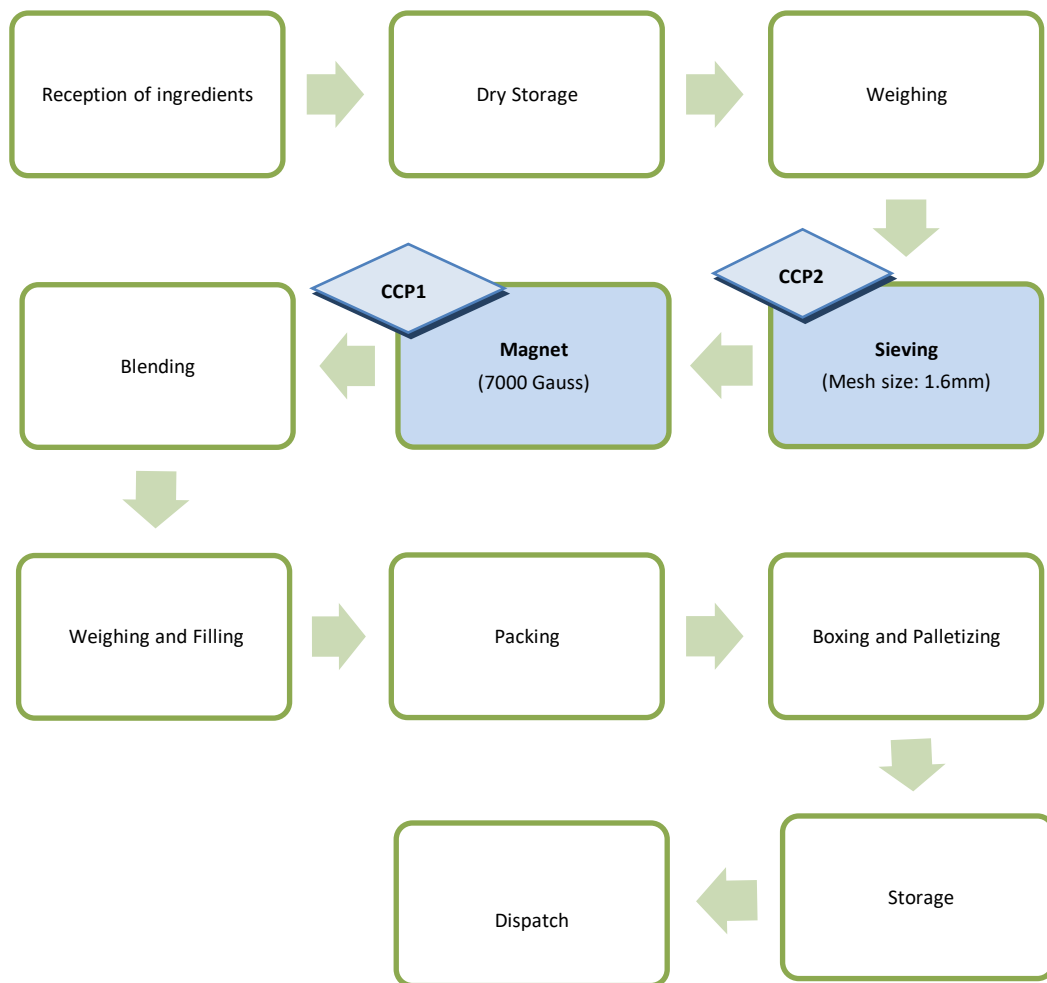 Reception of ingredients
Dry Storage
Weighing
CCP2
Sieving
(Mesh size: 1.6mm)
CCP1
Magnet
(7000 Gauss)
Blending
Weighing and Filling
Packing
Boxing and Palletizing
Storage
Dispatch